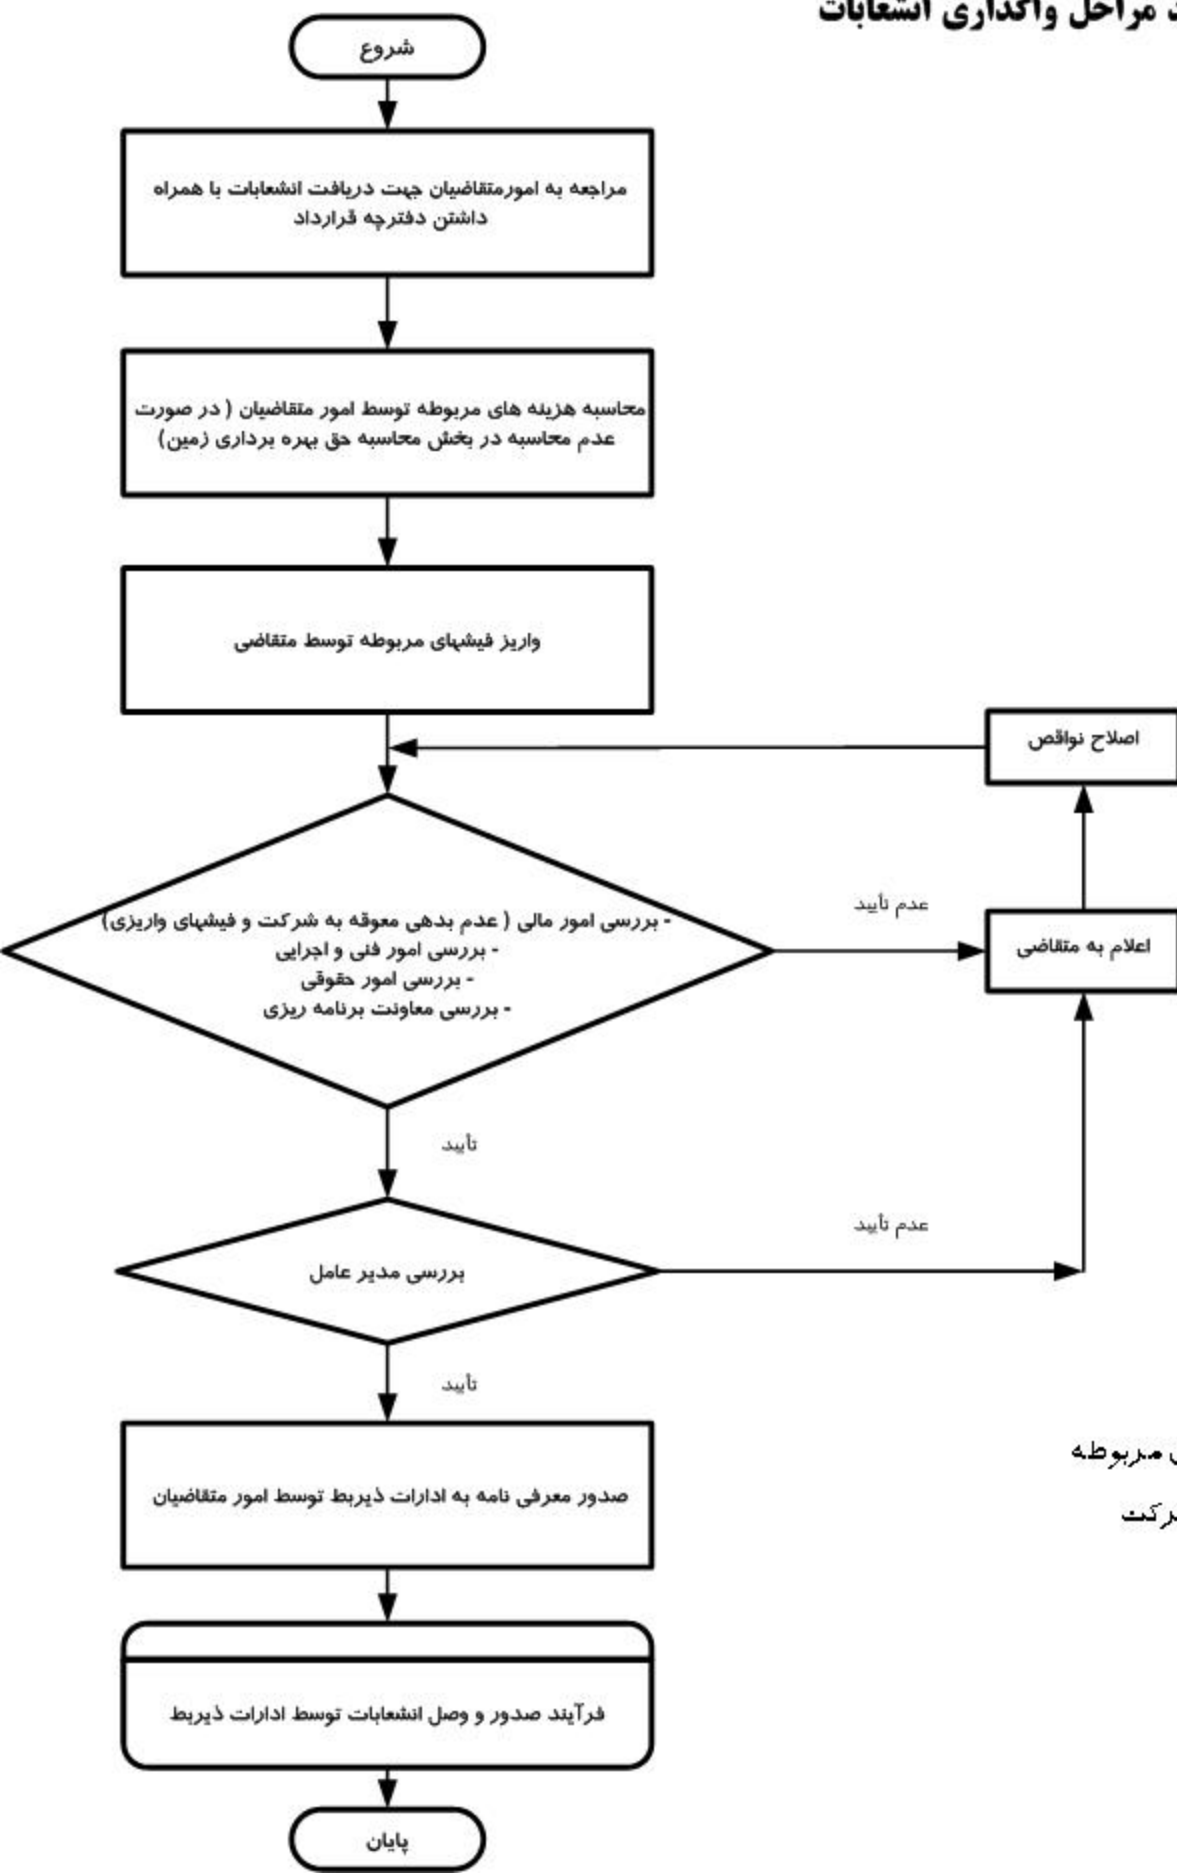 مراحل واگذاری انشعابات
شروع
مراجعه به امورمتقاضیان جهت دریافت انشعابات با همراه
داشتن دفترچه قرارداد
محاسبه هزینه های مربوطه توسط امور متقاضیان ( در صورت
عدم محاسبه در بخش محاسبه حق بهره برداری زمین)
واریز فیشهای مربوطه توسط متقاضی
اصلاح نواقص
عدم تأیید
- بررسی امور مالی ( عدم بدهی معوقه به شرکت و فیشهای واریزی)
- بررسی امور فنی و اجرایی
- بررسی امور حقوقی
- بررسی معاونت برنامه ریزی
اعلام به متقاضی
تأیید
عدم تأیید
بررسی مدیر عامل
تأیید
مربوطه
صدور معرفی نامه به ادارات ذیربط توسط امور متقاضیان
فرآیند صدور و وصل انشعابات توسط ادارات ذیربط
پایان